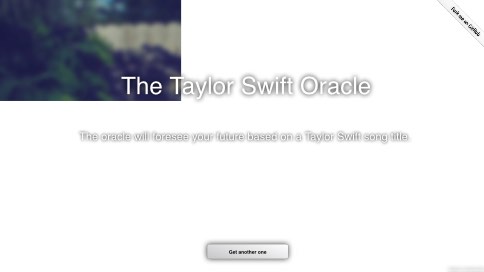 Fork me on GitHub
The Taylor Swift Oracle
The oracle will foresee your future based on a Taylor Swift song title.
Get another one